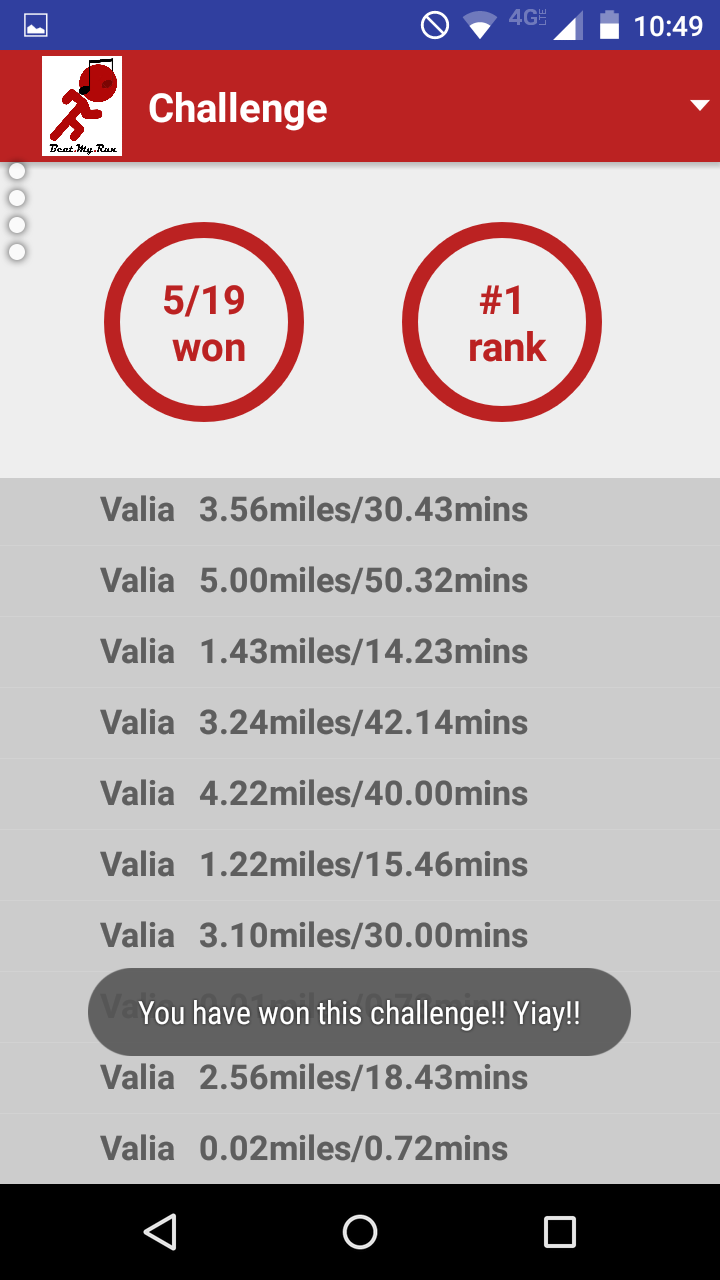 4G LTE 10:49
Beat.My.Run
Challenge
5/19 won
#1 rank
Valia 3.56miles/30.43mins
Valia 5.00miles/50.32mins
Valia 1.43miles/14.23mins
Valia 3.24miles/42.14mins
Valia 4.22miles/40.00mins
Valia 1.22miles/15.46mins
Valia 3.10miles/30.00mins
You have won this challenge!! Yiay!!
Valia 2.56miles/18.43mins
Valia 0.02miles/0.72mins